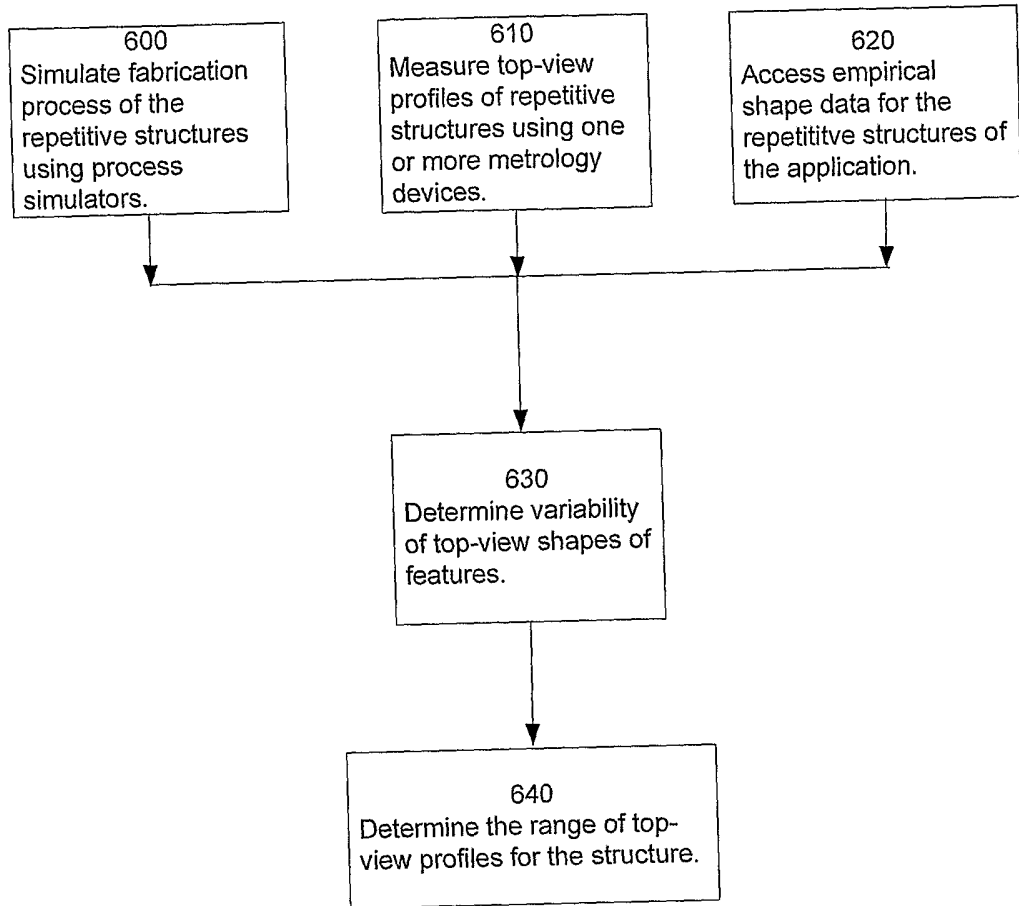 600
Simulate fabrication
process of the
repetitive structures
using process
simulators.
610
Measure top-view
profiles of repetitive
structures using one
or more metrology
devices.
620
Access empirical
shape data for the
repetititve structures of
the application.
630
Determine variability
of top-view shapes of
features.
640
Determine the range of top-
view profiles for the structure.